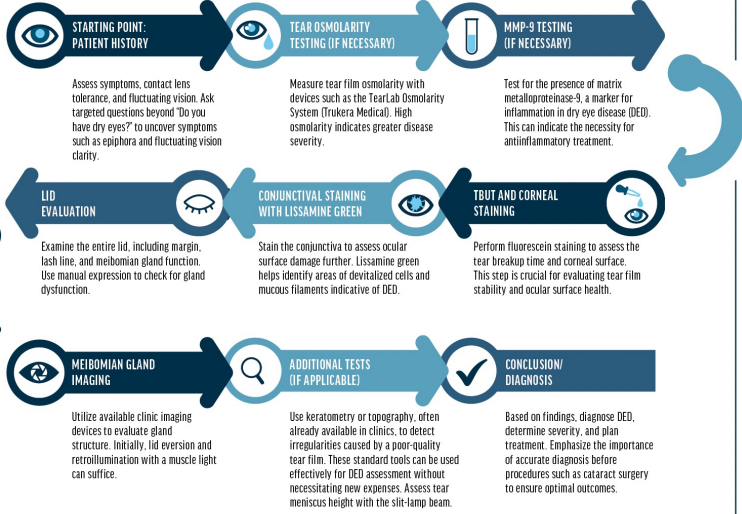 STARTING POINT:
PATIENT HISTORY
Assess symptoms, contact lens
tolerance, and fluctuating vision. Ask
targeted questions beyond "Do you
have dry eyes?" to uncover symptoms
such as epiphora and fluctuating vision
clarity.
TEAR OSMOLARITY
TESTING (IF NECESSARY)
Measure tear film osmolarity with
devices such as the TearLab Osmolarity
System (Trukera Medical). High
osmolarity indicates greater disease
severity.
MMP-9 TESTING
(IF NECESSARY)
Test for the presence of matrix
metalloproteinase-9, a marker for
inflammation in dry eye disease (DED).
This can indicate the necessity for
antiinflammatory treatment.
TBUT AND CORNEAL
STAINING
Perform fluorescein staining to assess the
tear breakup time and corneal surface.
This step is crucial for evaluating tear film
stability and ocular surface health.
CONJUNCTIVAL STAINING
WITH LISSAMINE GREEN
Stain the conjunctiva to assess ocular
surface damage further. Lissamine green
helps identify areas of devitalized cells and
mucous filaments indicative of DED.
LID
EVALUATION
Examine the entire lid, including margin,
lash line, and meibomian gland function.
Use manual expression to check for gland
dysfunction.
MEIBOMIAN GLAND
IMAGING
Utilize available clinic imaging
devices to evaluate gland
structure. Initially, lid eversion and
retroillumination with a muscle light
can suffice.
ADDITIONAL TESTS
(IF APPLICABLE)
Use keratometry or topography, often
already available in clinics, to detect
irregularities caused by a poor-quality
tear film. These standard tools can be used
effectively for DED assessment without
necessitating new expenses. Assess tear
meniscus height with the slit-lamp beam.
CONCLUSION/
DIAGNOSIS
Based on findings, diagnose DED,
determine severity, and plan
treatment. Emphasize the importance
of accurate diagnosis before
procedures such as cataract surgery
to ensure optimal outcomes.